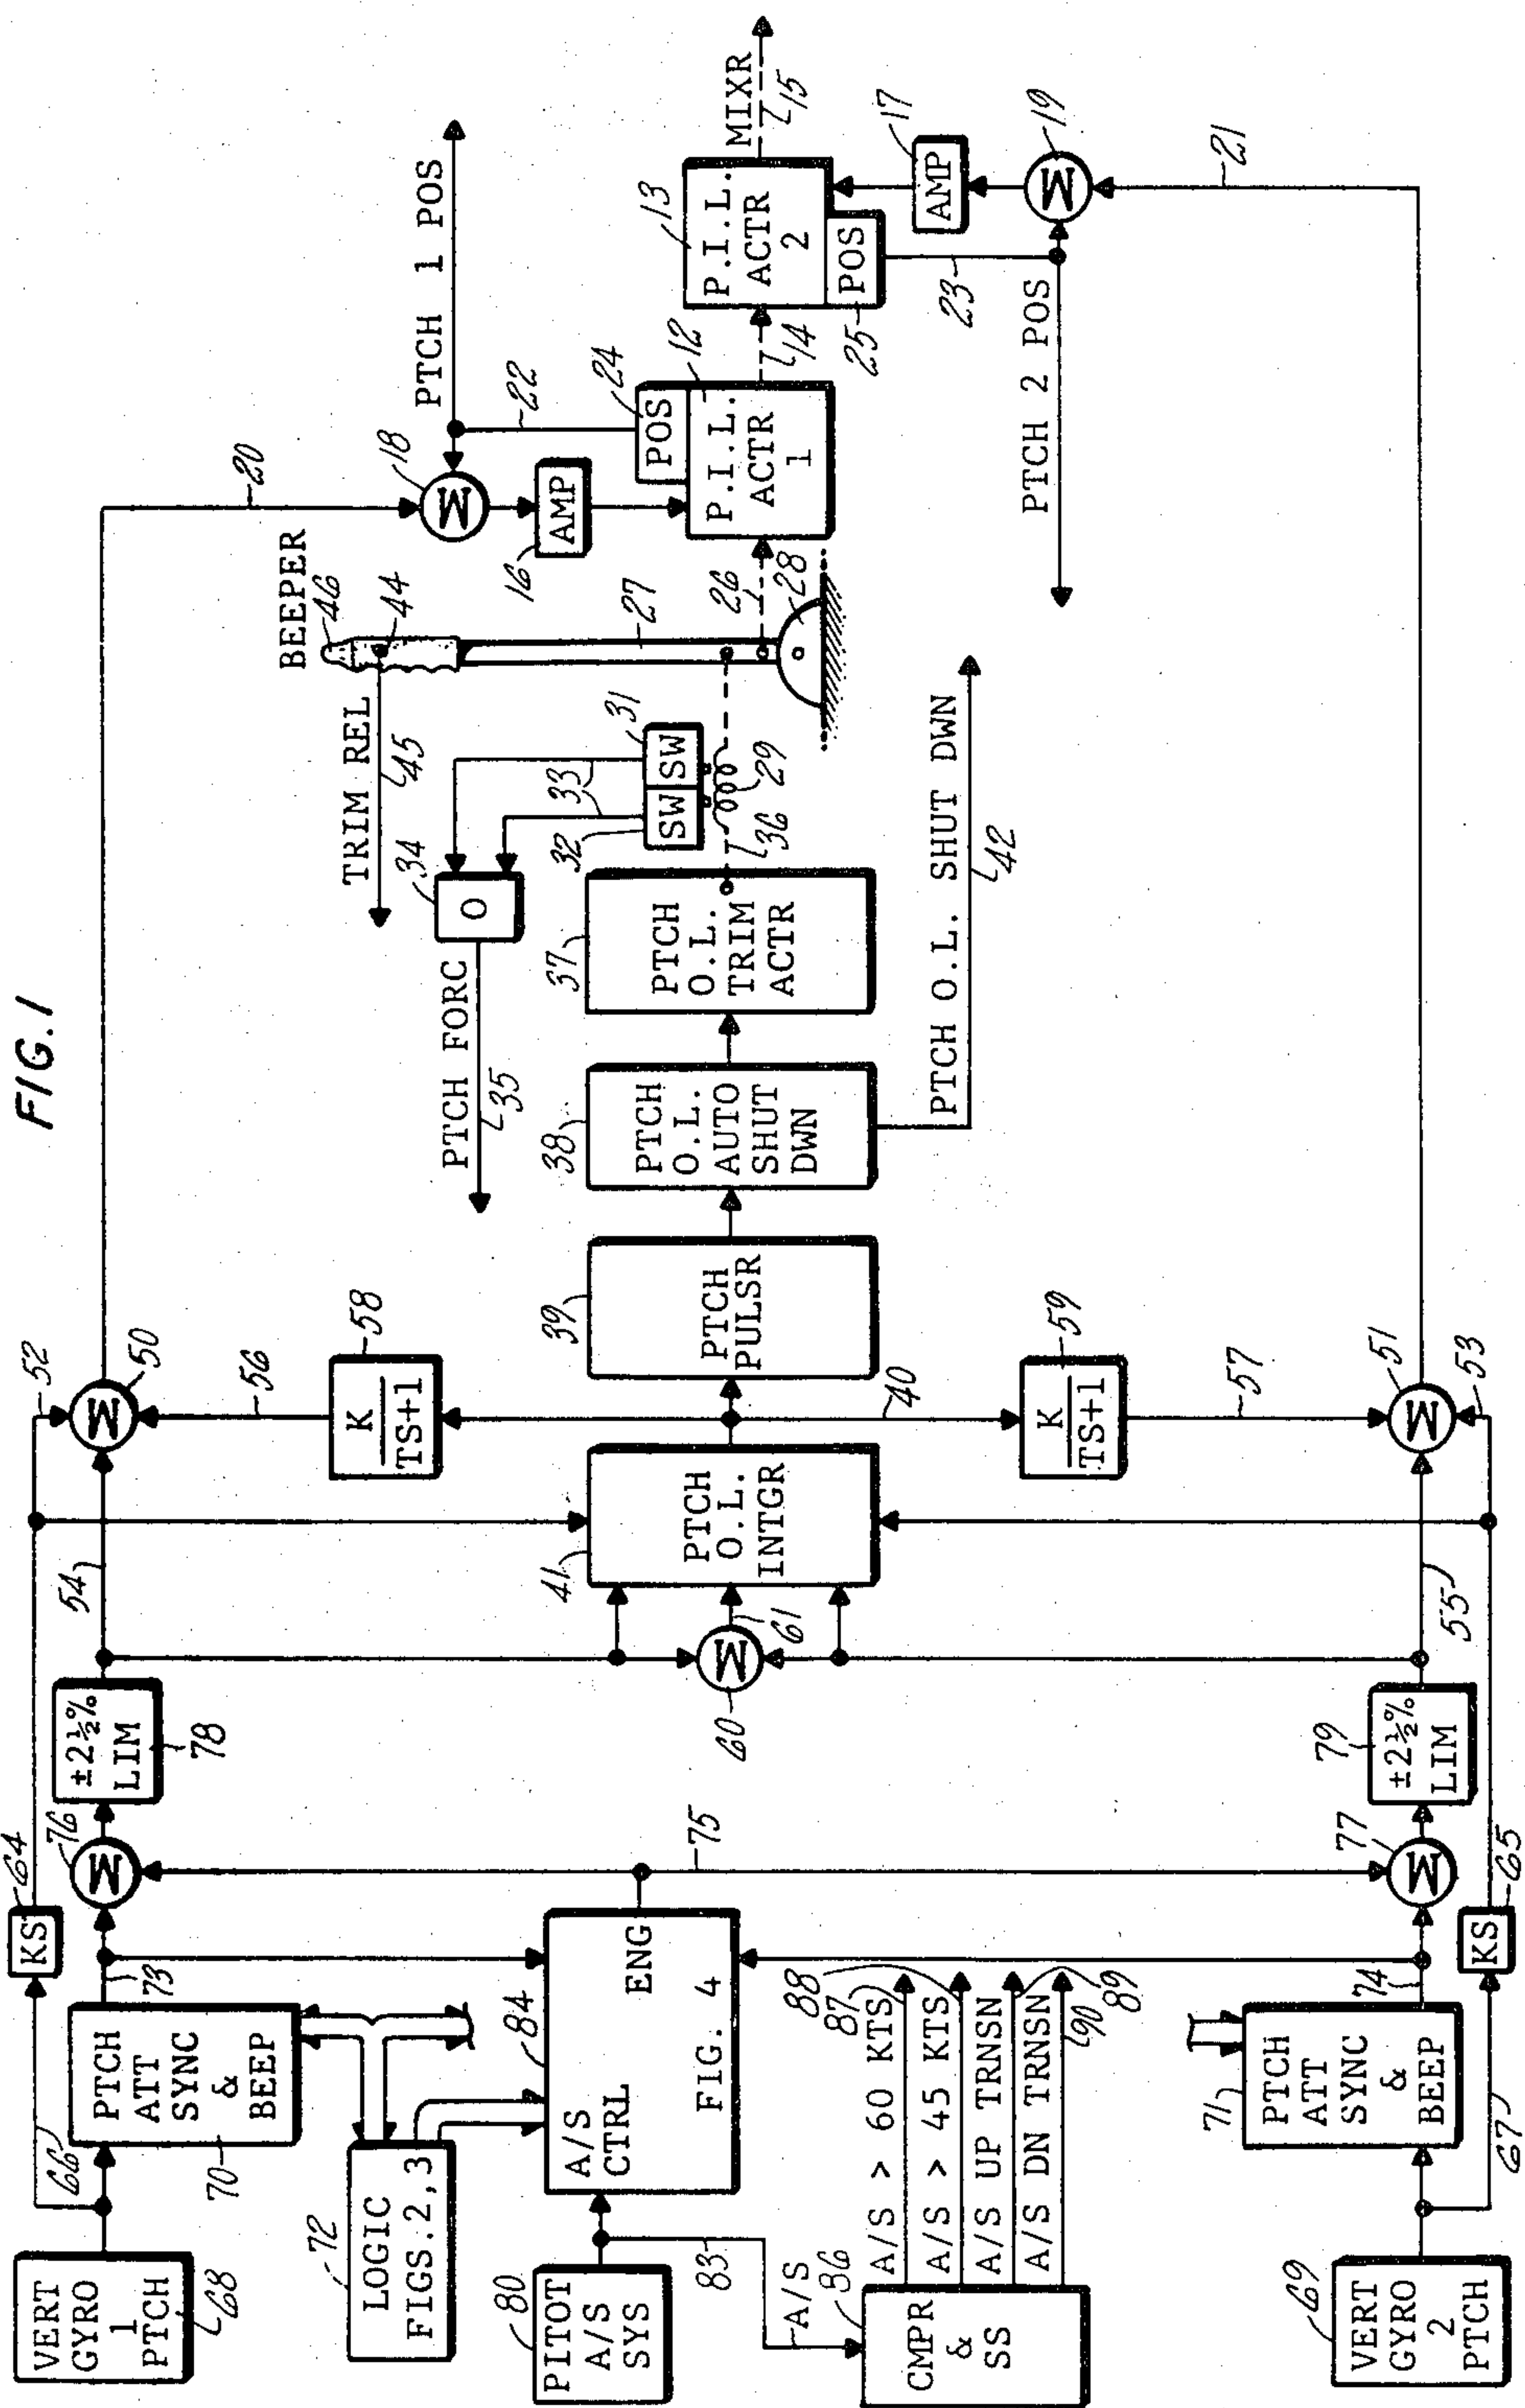 FIG. 1
VERT
GYRO
1
PTCH
68
66
KS
64
52
PTCH
ATT
SYNC
&
BEEP
70
73
M
76
±2½%
LIM
78
54
M
50
20
56
K
TS+1
58
LOGIC
FIGS. 2, 3
72
PITOT
A/S
SYS
80
A/S
CTRL
ENG
FIG. 4
84
75
M
60
61
PTCH
O.L.
INTGR
41
40
PTCH
PULSR
39
PTCH
O.L.
AUTO
SHUT
DWN
38
PTCH
O.L.
TRIM
ACTR
37
36
PTCH FORC
35
O
34
33
SW
32
SW
31
29
TRIM REL
45
BEEPER
46
44
27
26
28
M
18
AMP
16
PTCH 1 POS
22
POS
24
P.I.L.
ACTR
1
12
14
P.I.L.
ACTR
2
13
MIXR
15
POS
25
23
AMP
17
M
19
21
PTCH 2 POS
PTCH O.L. SHUT DWN
42
83
A/S
CMPR
&
SS
86
A/S > 60 KTS
87
88
A/S > 45 KTS
A/S UP TRNSN
A/S DN TRNSN
90
89
K
TS+1
59
57
VERT
GYRO
2
PTCH
69
67
PTCH
ATT
SYNC
&
BEEP
71
74
M
77
±2½%
LIM
79
55
M
51
53
KS
65